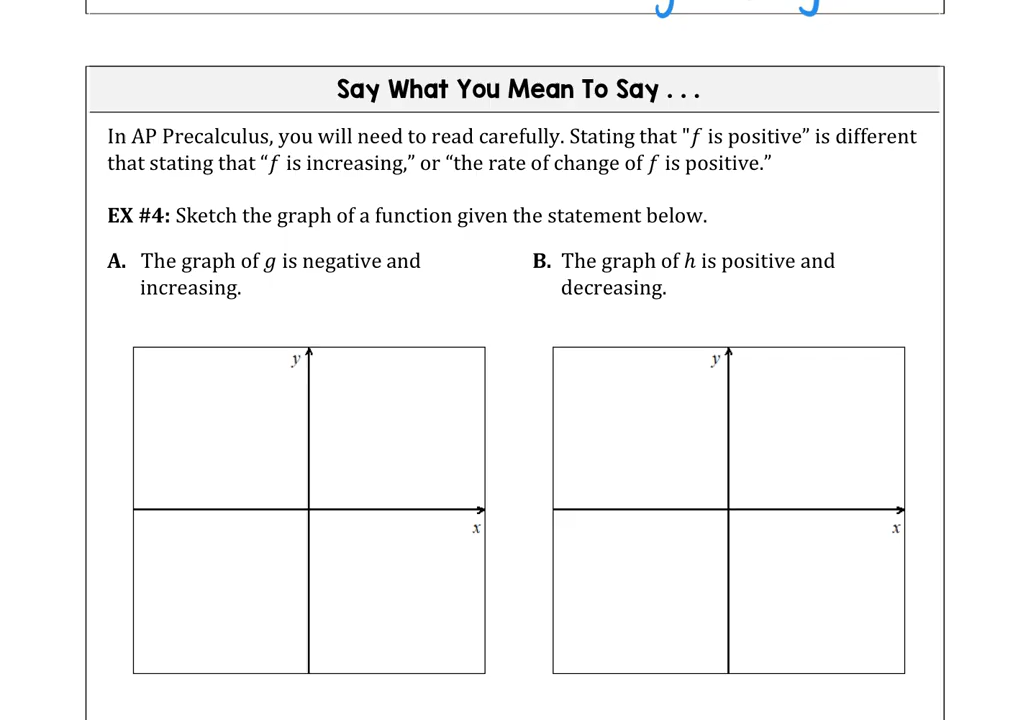 Say What You Mean To Say . . .
In AP Precalculus, you will need to read carefully. Stating that "f is positive” is different
that stating that “f is increasing,” or “the rate of change of f is positive.”
EX #4: Sketch the graph of a function given the statement below.
A. The graph of g is negative and
increasing.
B. The graph of h is positive and
decreasing.
y
x
y
x